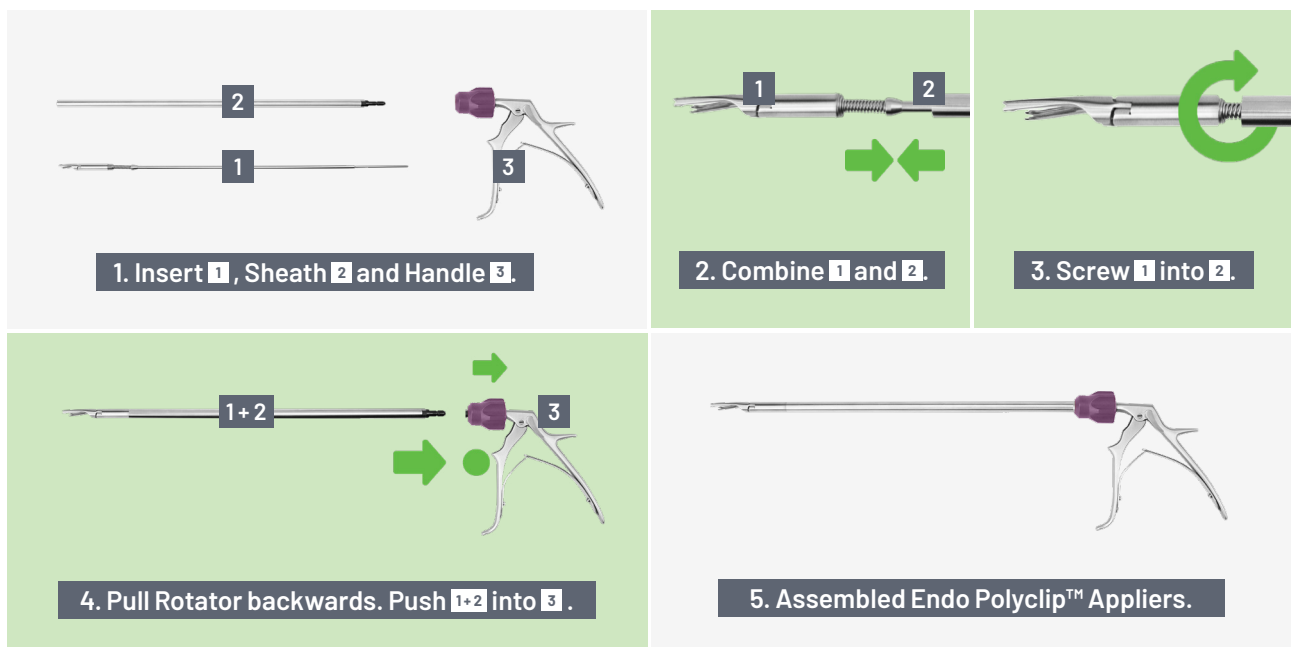 2
1
3
1. Insert 1 , Sheath 2 and Handle 3 .
1
2
2. Combine 1 and 2 .
3. Screw 1 into 2 .
1 + 2
3
4. Pull Rotator backwards. Push 1+2 into 3 .
5. Assembled Endo Polyclip™ Appliers.